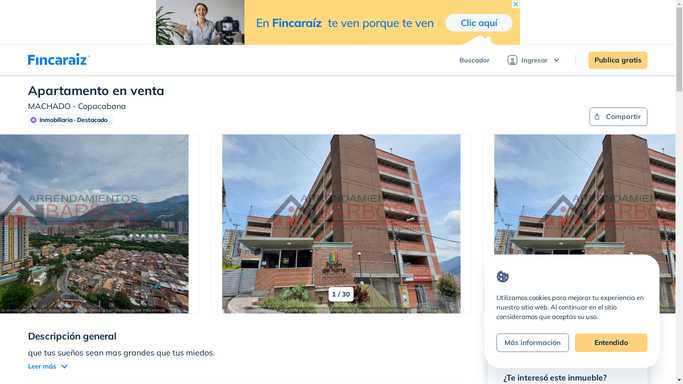 En Fincaraíz te ven porque te ven
Clic aquí
Fincaraíz
Buscador
Ingresar
Publica gratis
Apartamento en venta
MACHADO - Copacabana
Inmobiliaria · Destacado
Compartir
ARRENDAMIENTOS
ARRENDAMIENTOS
ARRENDAMIENTOS
1 / 30
Utilizamos cookies para mejorar tu experiencia en
nuestro sitio web. Al continuar en el sitio
consideramos que aceptas su uso.
Más información
Entendido
Descripción general
que tus sueños sean mas grandes que tus miedos.
Leer más
¿Te interesó este inmueble?